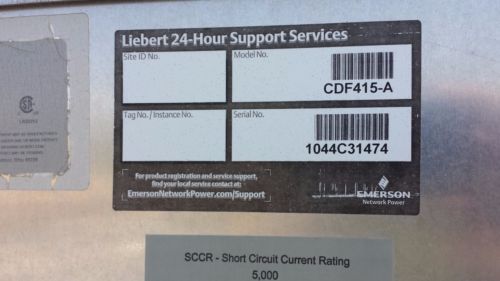 Liebert 24-Hour Support Services
Site ID No.
Model No.
CDF415-A
Tag No. / Instance No.
Serial No.
1044C31474
For product registration and service support,
find your local service contact at:
EmersonNetworkPower.com/Support
EMERSON
Network Power
SCCR - Short Circuit Current Rating
5,000